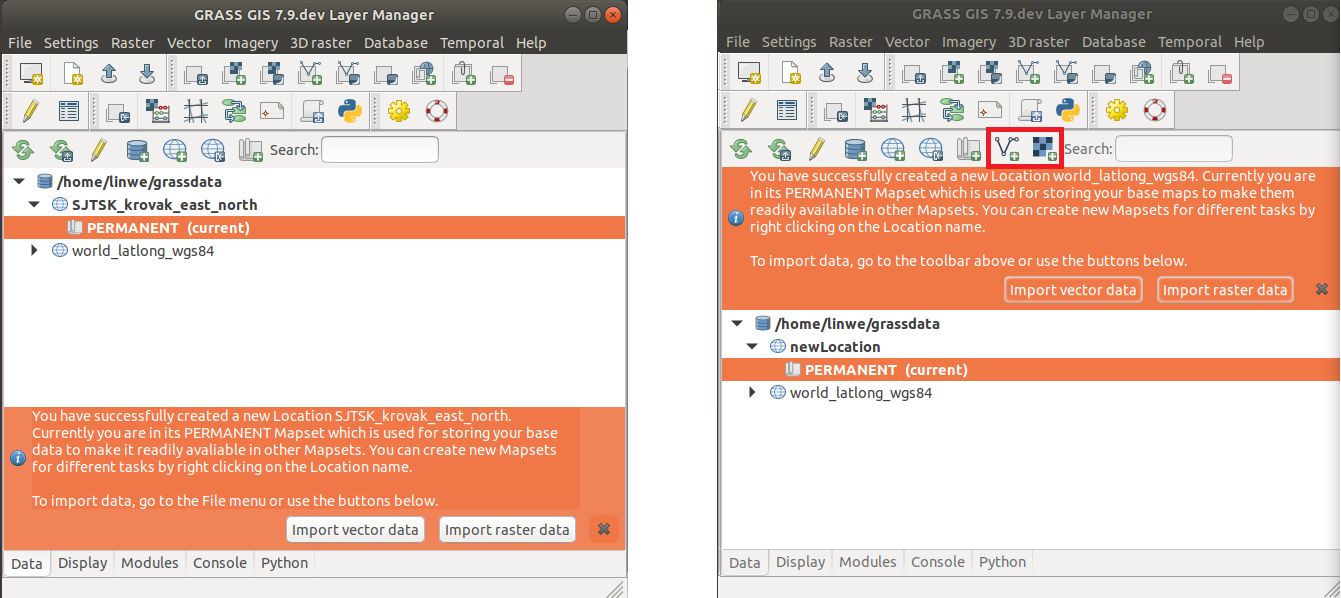 GRASS GIS 7.9.dev Layer Manager
File Settings Raster Vector Imagery 3D raster Database Temporal Help
Search:
/home/linwe/grassdata
SJTSK_krovak_east_north
PERMANENT (current)
world_latlong_wgs84
You have successfully created a new Location SJTSK_krovak_east_north.
Currently you are in its PERMANENT Mapset which is used for storing your base
data to make it readily avaliable in other Mapsets. You can create new Mapsets
for different tasks by right clicking on the Location name.
To import data, go to the File menu or use the buttons below.
Import vector data Import raster data
Data Display Modules Console Python
GRASS GIS 7.9.dev Layer Manager
File Settings Raster Vector Imagery 3D raster Database Temporal Help
Search:
You have successfully created a new Location world_latlong_wgs84. Currently you are
in its PERMANENT Mapset which is used for storing your base maps to make them
readily available in other Mapsets. You can create new Mapsets for different tasks by
right clicking on the Location name.
To import data, go to the toolbar above or use the buttons below.
Import vector data Import raster data
/home/linwe/grassdata
newLocation
PERMANENT (current)
world_latlong_wgs84
Data Display Modules Console Python